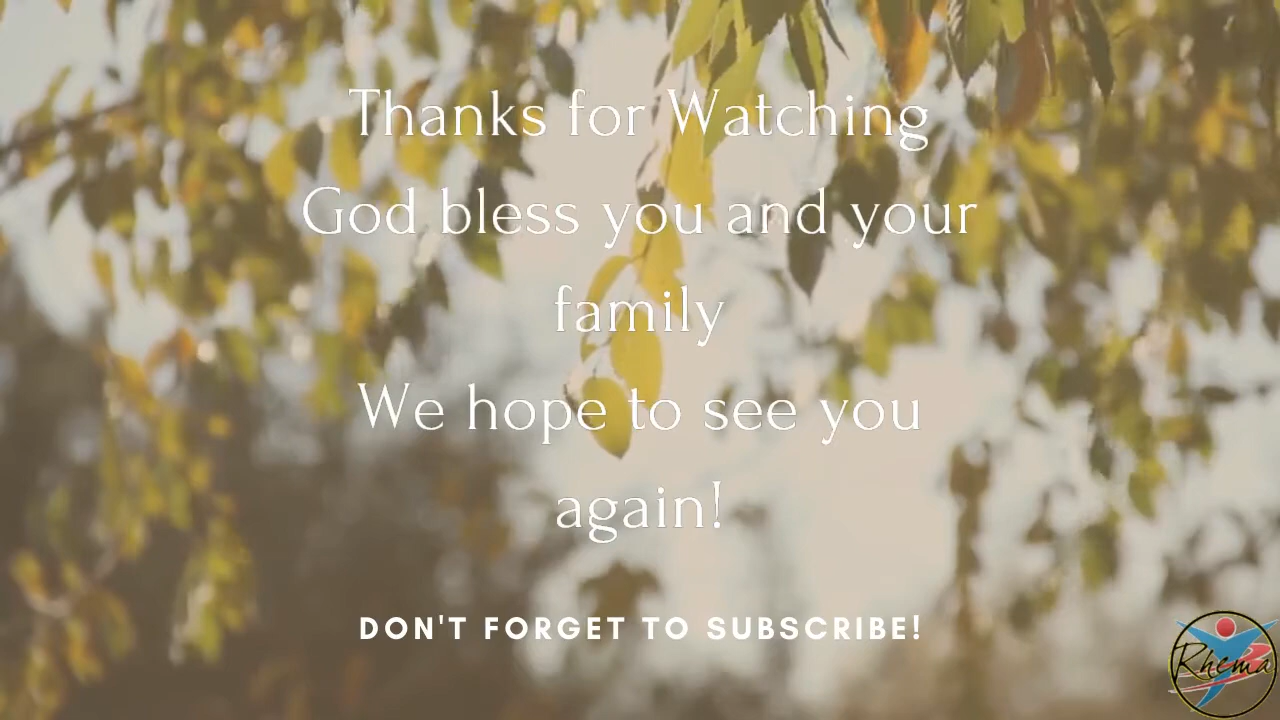 Thanks for Watching
God bless you and your
family
We hope to see you
again!
DON'T FORGET TO SUBSCRIBE!
Rhema